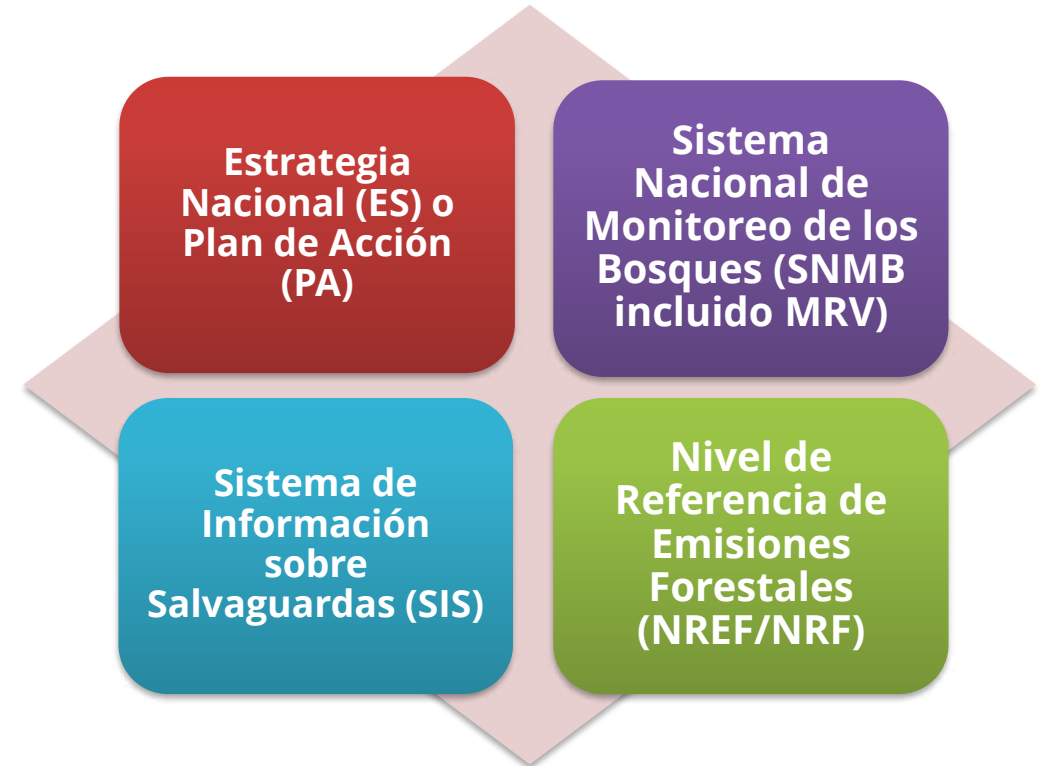 Estrategia
Nacional (ES) o
Plan de Acción
(PA)
Sistema
Nacional de
Monitoreo de los
Bosques (SNMB
incluido MRV)
Sistema de
Información
sobre
Salvaguardas (SIS)
Nivel de
Referencia de
Emisiones
Forestales
(NREF/NRF)